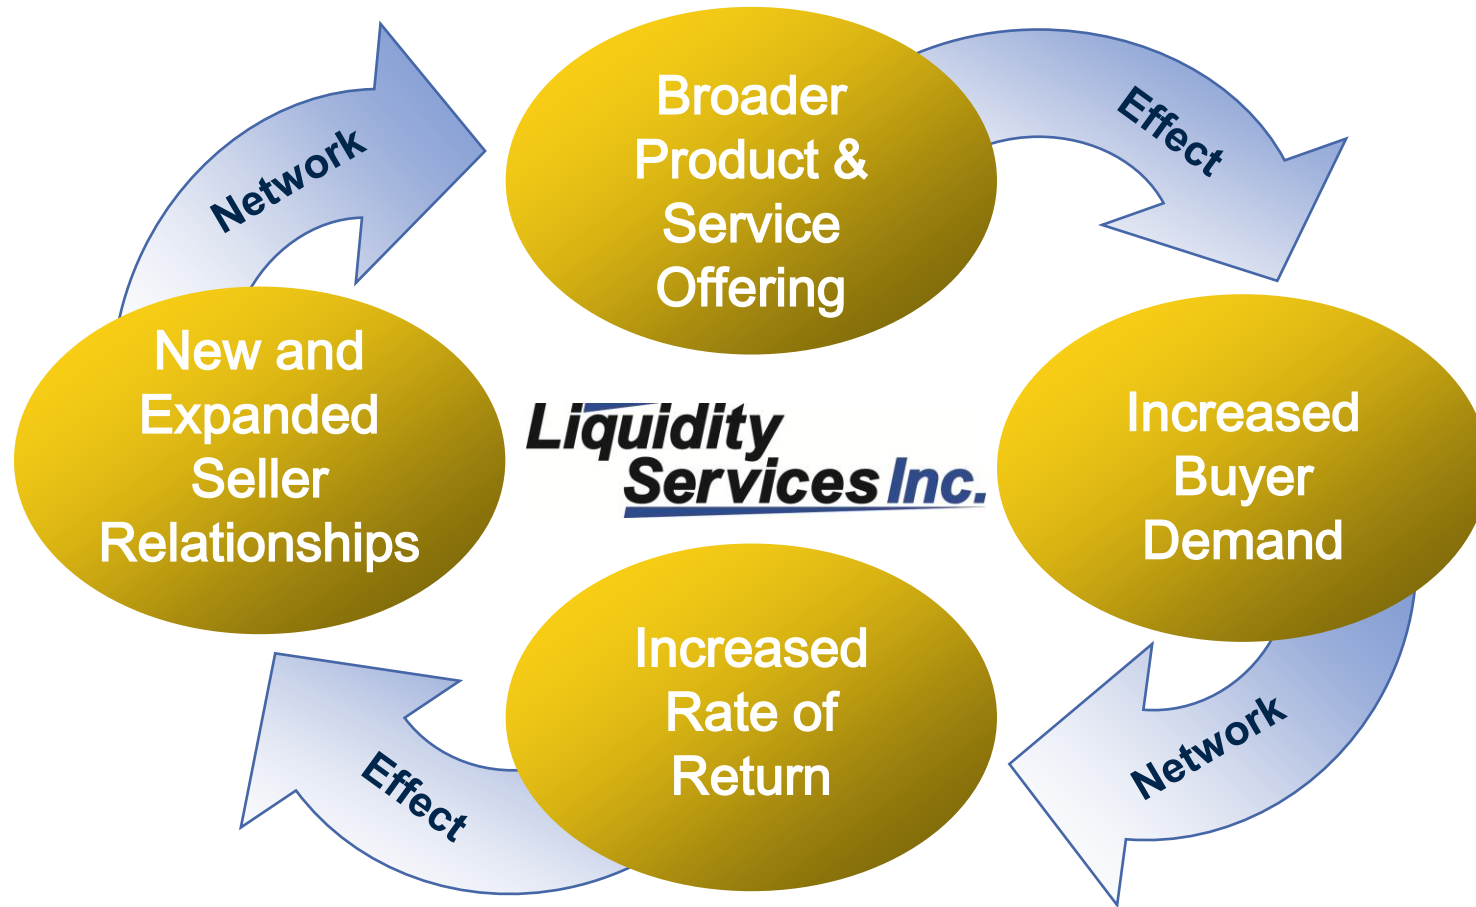 Network
Broader
Product &
Service
Offering
Effect
New and
Expanded
Seller
Relationships
Liquidity
Services Inc.
Increased
Buyer
Demand
Network
Increased
Rate of
Return
Effect